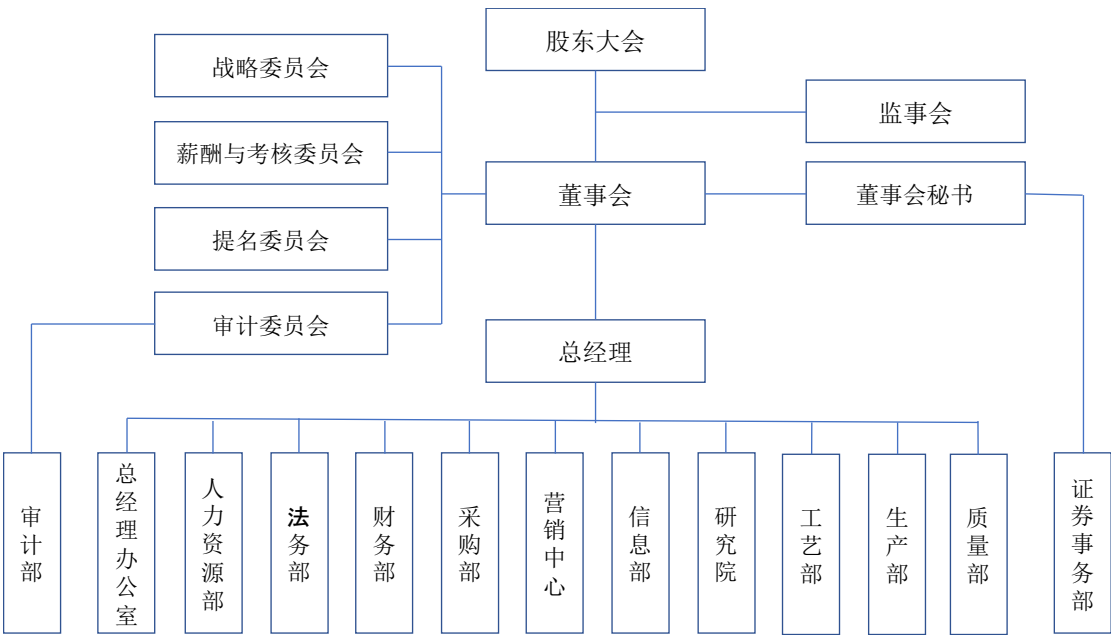 股东大会
战略委员会
监事会
薪酬与考核委员会
董事会
董事会秘书
提名委员会
审计委员会
总经理
审计部
总经理办公室
人力资源部
法务部
财务部
采购部
营销中心
信息部
研究院
工艺部
生产部
质量部
证券事务部